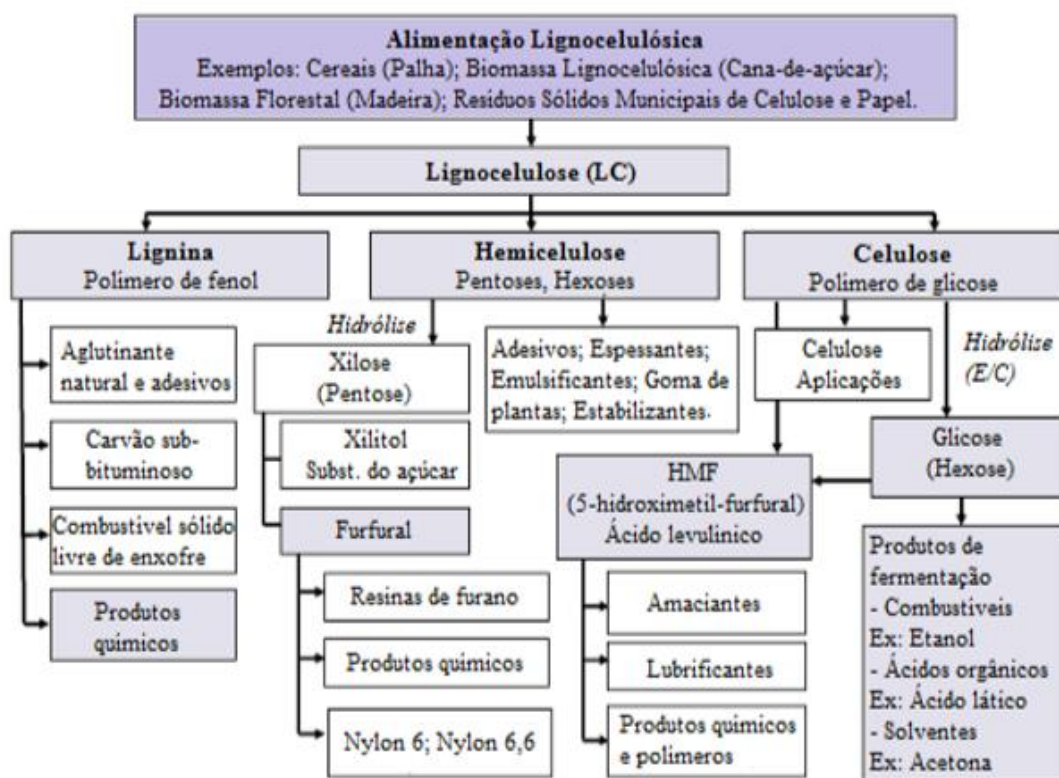 Alimentação Lignocelulósica
Exemplos: Cereais (Palha); Biomassa Lignocelulósica (Cana-de-açúcar);
Biomassa Florestal (Madeira); Resíduos Sólidos Municipais de Celulose e Papel.
Lignocelulose (LC)
Lignina
Polímero de fenol
Hemicelulose
Pentoses, Hexoses
Celulose
Polimero de glicose
Aglutinante
natural e adesivos
Carvão sub-
bituminoso
Combustivel sólido
livre de enxofre
Produtos
químicos
Hidrólise
Xilose
(Pentose)
Xilitol
Subst. do açúcar
Furfural
Resinas de furano
Produtos químicos
Nylon 6; Nylon 6,6
Adesivos; Espessantes;
Emulsificantes; Goma de
plantas; Estabilizantes.
Celulose
Aplicações
Hidrólise
(E/C)
Glicose
(Hexose)
HMF
(5-hidroximetil-furfural)
Ácido levulinico
Amaciantes
Lubrificantes
Produtos químicos
e polimeros
Produtos de
fermentação
- Combustíveis
Ex: Etanol
- Ácidos orgânicos
Ex: Ácido lático
- Solventes
Ex: Acetona